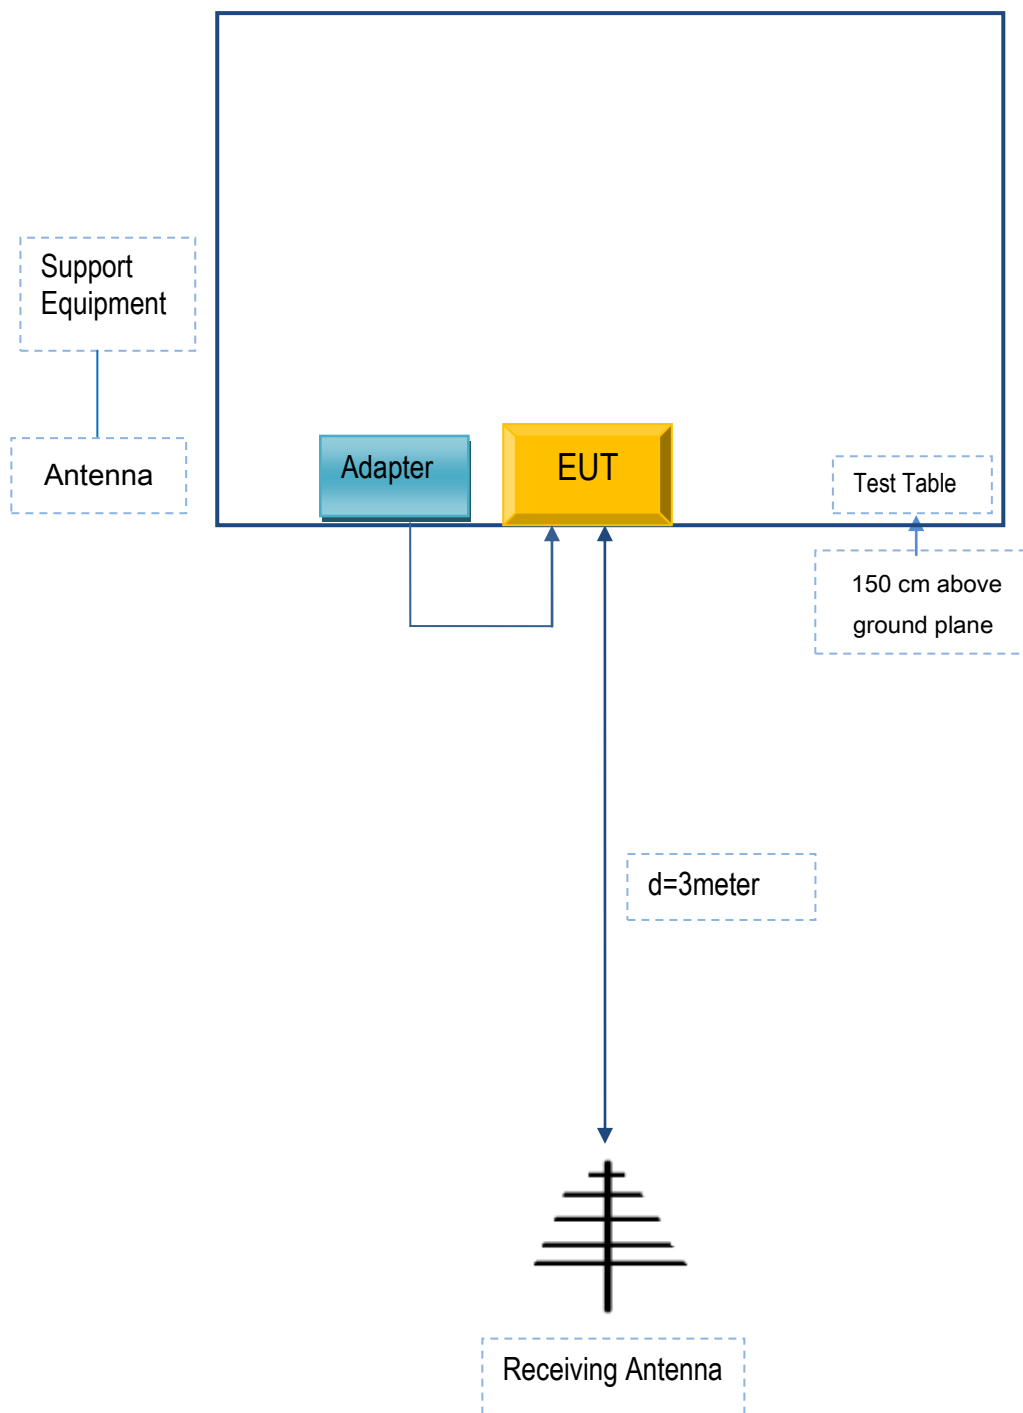 Support
Equipment
Antenna
Adapter
EUT
Test Table
150 cm above
ground plane
d=3meter
Receiving Antenna